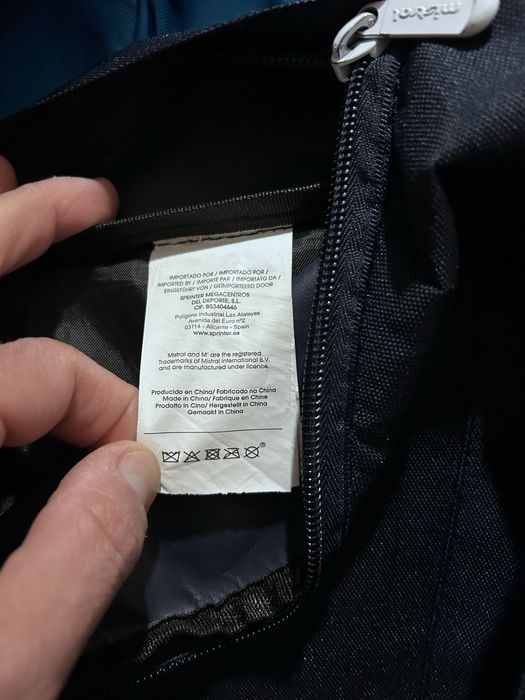 mistral
IMPORTADO POR / IMPORTADO POR /
IMPORTED BY / IMPORTÉ PAR / IMPORTATO DA /
EINGEFÜHRT VON / GEÏMPORTEERD DOOR
SPRINTER MEGACENTROS
DEL DEPORTE, S.L.
CIF. B53404646
Polígono Industrial Las Atalayas
Avenida del Euro nº2
03114 - Alicante - Spain
www.sprinter.es
Mistral and M' are the registered
Trademarks of Mistral International B.V.
and are manufactured under licence.
Producido en China/ Fabricado na China
Made in China/ Fabrique en Chine
Prodotto in Cina/ Hergestellt in China
Gemaakt in China